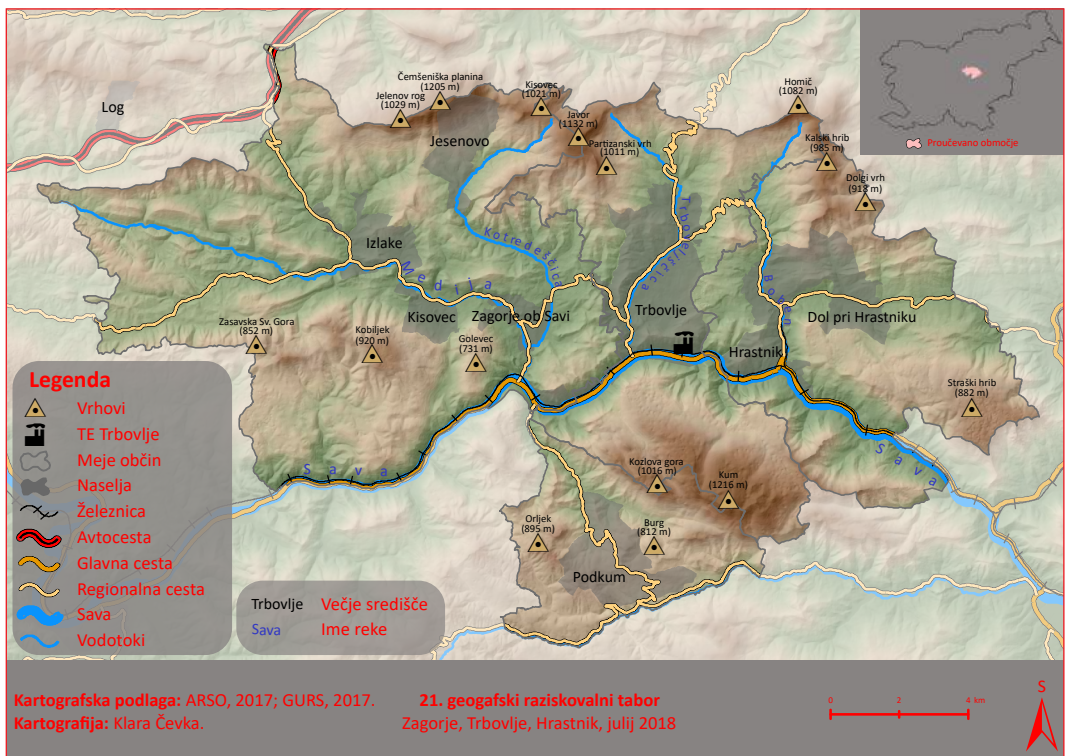 Log
Čemšeniška planina
(1205 m)
Jelenov rog
(1029 m)
Kisovec
(1021 m)
Javor
(1132 m)
Partizanski vrh
(1011 m)
Homič
(1082 m)
Kalski hrib
(985 m)
Dolgi vrh
(918 m)
Proučevano območje
Jesenovo
Kotredeščica
Trboveljščica
Boben
Izlake
Medija
Kisovec
Zagorje ob Savi
Trbovlje
Dol pri Hrastniku
Hrastnik
Zasavska Sv. Gora
(852 m)
Kobiljek
(920 m)
Golevec
(731 m)
Straški hrib
(882 m)
Sava
Sava
Kozlova gora
(1016 m)
Kum
(1216 m)
Orljek
(895 m)
Burg
(812 m)
Podkum
Legenda
Vrhovi
TE Trbovlje
Meje občin
Naselja
Železnica
Avtocesta
Glavna cesta
Regionalna cesta
Sava
Vodotoki
Trbovlje Večje središče
Sava Ime reke
Kartografska podlaga: ARSO, 2017; GURS, 2017.
Kartografija: Klara Čevka.
21. geogafski raziskovalni tabor
Zagorje, Trbovlje, Hrastnik, julij 2018
0 2 4 km
S